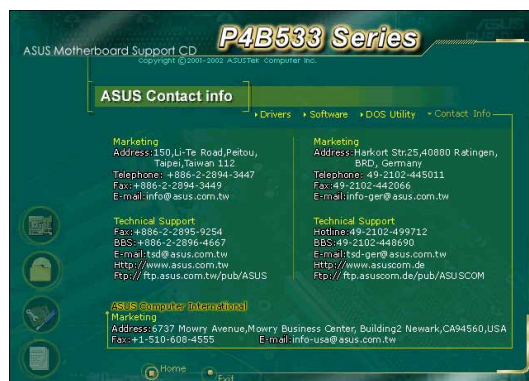 P4B533 Series
ASUS Motherboard Support CD
Copyright ©2001-2002 ASUSTek Computer Inc.
ASUS Contact info
Drivers Software DOS Utility Contact Info
Marketing
Address:150,Li-Te Road,Peitou,
Taipei,Taiwan 112
Telephone: +886-2-2894-3447
Fax:+886-2-2894-3449
E-mail:info@asus.com.tw
Technical Support
Fax:+886-2-2895-9254
BBS:+886-2-2896-4667
E-mail:tsd@asus.com.tw
Http://www.asus.com.tw
Ftp://ftp.asus.com.tw/pub/ASUS
Marketing
Address:Harkort Str.25,40880 Ratingen,
BRD, Germany
Telephone: 49-2102-445011
Fax:49-2102-442066
E-mail:info-ger@asus.com.tw
Technical Support
Hotline:49-2102-499712
BBS:49-2102-448690
E-mail:tsd-ger@asus.com.tw
Http://www.asuscom.de
Ftp://ftp.asuscom.de/pub/ASUSCOM
ASUS Computer International
Marketing
Address:6737 Mowry Avenue,Mowry Business Center, Building2 Newark,CA94560,USA
Fax:+1-510-608-4555 E-mail:info-usa@asus.com.tw
Home
Exit